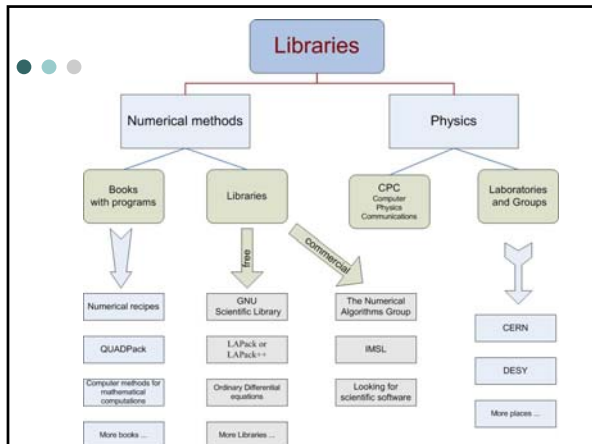 Libraries
Numerical methods
Physics
Books
with programs
Libraries
CPC
Computer
Physics
Communications
Laboratories
and Groups
free
commercial
Numerical recipes
QUADPack
Computer methods for
mathematical
computations
More books ...
GNU
Scientific Library
LAPack or
LAPack++
Ordinary Differential
equations
More Libraries ...
The Numerical
Algorithms Group
IMSL
Looking for
scientific software
CERN
DESY
More places ...